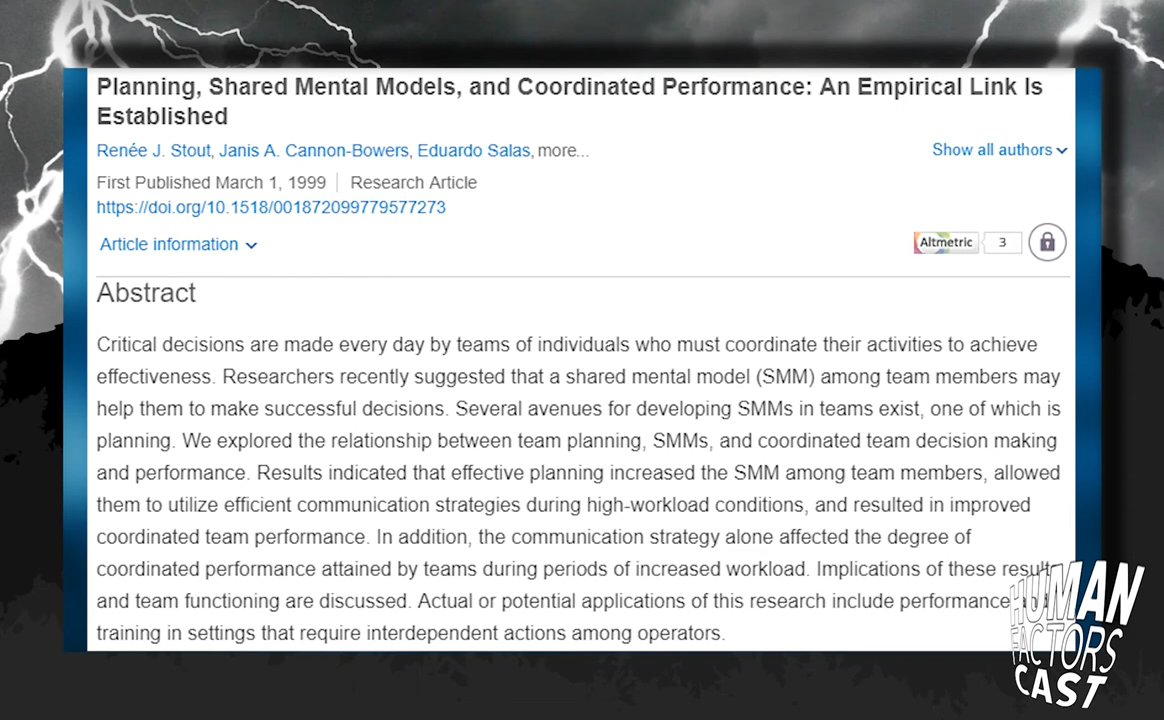 Planning, Shared Mental Models, and Coordinated Performance: An Empirical Link Is
Established
Renée J. Stout, Janis A. Cannon-Bowers, Eduardo Salas, more...
Show all authors
First Published March 1, 1999 | Research Article
https://doi.org/10.1518/001872099779577273
Article information
Altmetric 3
Abstract
Critical decisions are made every day by teams of individuals who must coordinate their activities to achieve
effectiveness. Researchers recently suggested that a shared mental model (SMM) among team members may
help them to make successful decisions. Several avenues for developing SMMs in teams exist, one of which is
planning. We explored the relationship between team planning, SMMs, and coordinated team decision making
and performance. Results indicated that effective planning increased the SMM among team members, allowed
them to utilize efficient communication strategies during high-workload conditions, and resulted in improved
coordinated team performance. In addition, the communication strategy alone affected the degree of
coordinated performance attained by teams during periods of increased workload. Implications of these results
and team functioning are discussed. Actual or potential applications of this research include performance
training in settings that require interdependent actions among operators.
HUMAN
FACTORS
CAST